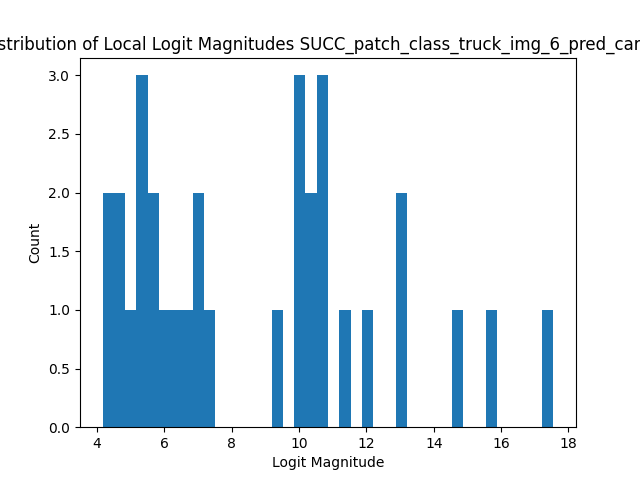 stribution of Local Logit Magnitudes SUCC_patch_class_truck_img_6_pred_car
3.0
2.5
2.0
1.5
1.0
0.5
0.0
Count
4 6 8 10 12 14 16 18
Logit Magnitude